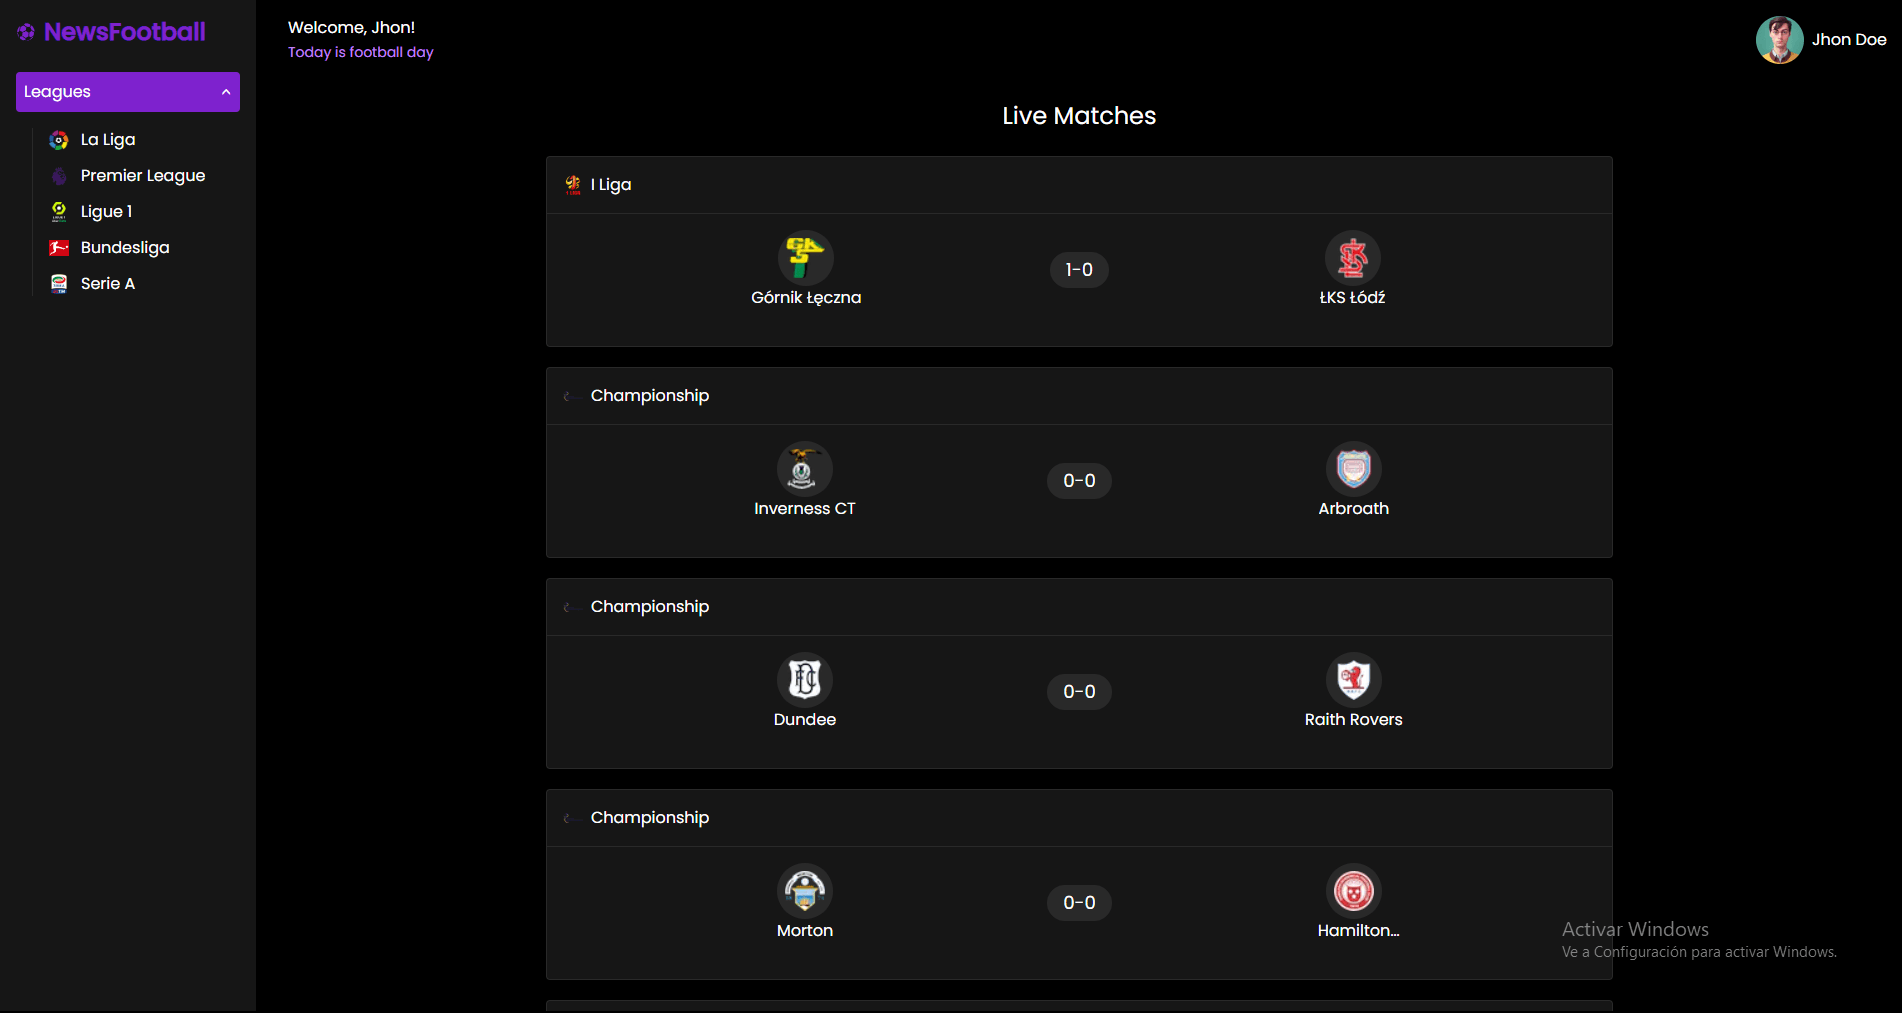 NewsFootball
Leagues
La Liga
Premier League
Ligue 1
Bundesliga
Serie A
Welcome, Jhon!
Today is football day
Jhon Doe
Live Matches
I Liga
Górnik Łęczna
1-0
ŁKS Łódź
Championship
Inverness CT
0-0
Arbroath
Championship
Dundee
0-0
Raith Rovers
Championship
Morton
0-0
Hamilton...
Activar Windows
Ve a Configuración para activar Windows.